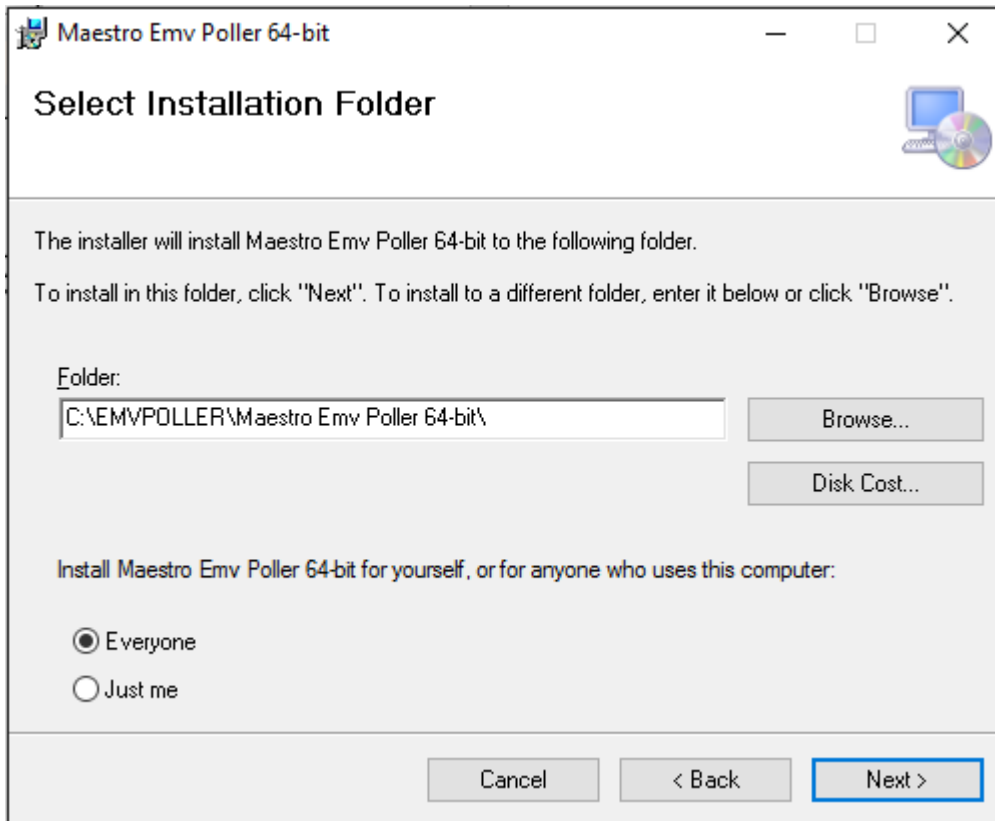 Maestro Emv Poller 64-bit
Select Installation Folder
The installer will install Maestro Emv Poller 64-bit to the following folder.
To install in this folder, click "Next". To install to a different folder, enter it below or click "Browse".
Folder:
C:\EMVPOLLER\Maestro Emv Poller 64-bit\
Browse...
Disk Cost...
Install Maestro Emv Poller 64-bit for yourself, or for anyone who uses this computer:
Everyone
Just me
Cancel
< Back
Next >